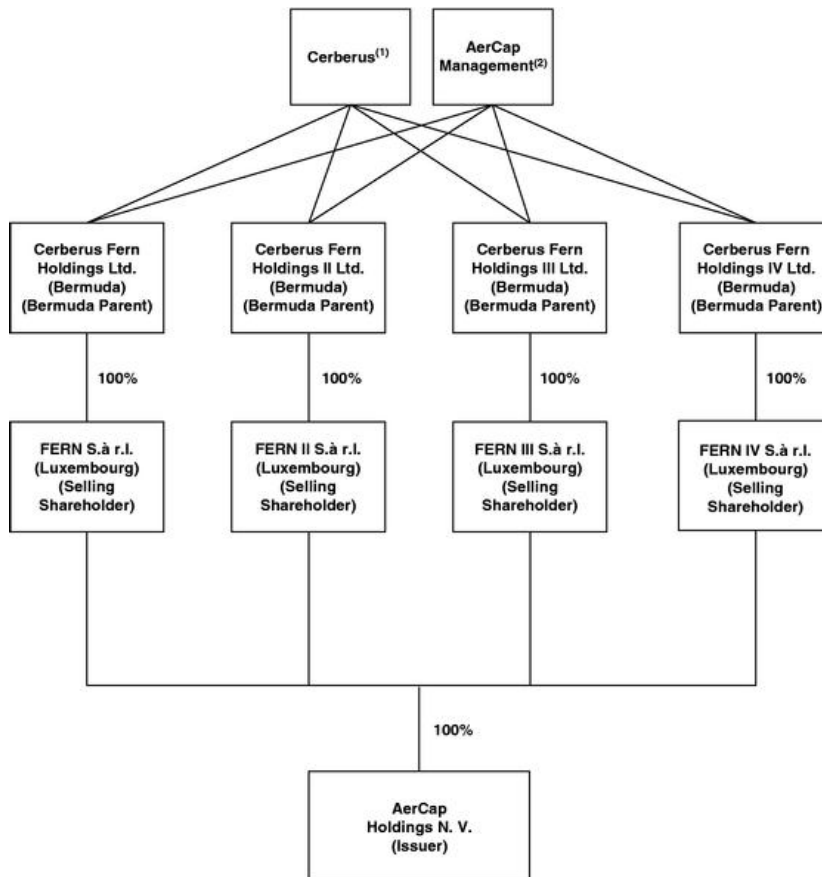 Cerberus(1)
AerCap
Management(2)
Cerberus Fern
Holdings Ltd.
(Bermuda)
(Bermuda Parent)
Cerberus Fern
Holdings II Ltd.
(Bermuda)
(Bermuda Parent)
Cerberus Fern
Holdings III Ltd.
(Bermuda)
(Bermuda Parent)
Cerberus Fern
Holdings IV Ltd.
(Bermuda)
(Bermuda Parent)
100%
100%
100%
100%
FERN S.à r.l.
(Luxembourg)
(Selling
Shareholder)
FERN II S.à r.l.
(Luxembourg)
(Selling
Shareholder)
FERN III S.à r.l.
(Luxembourg)
(Selling
Shareholder)
FERN IV S.à r.l.
(Luxembourg)
(Selling
Shareholder)
100%
AerCap
Holdings N. V.
(Issuer)